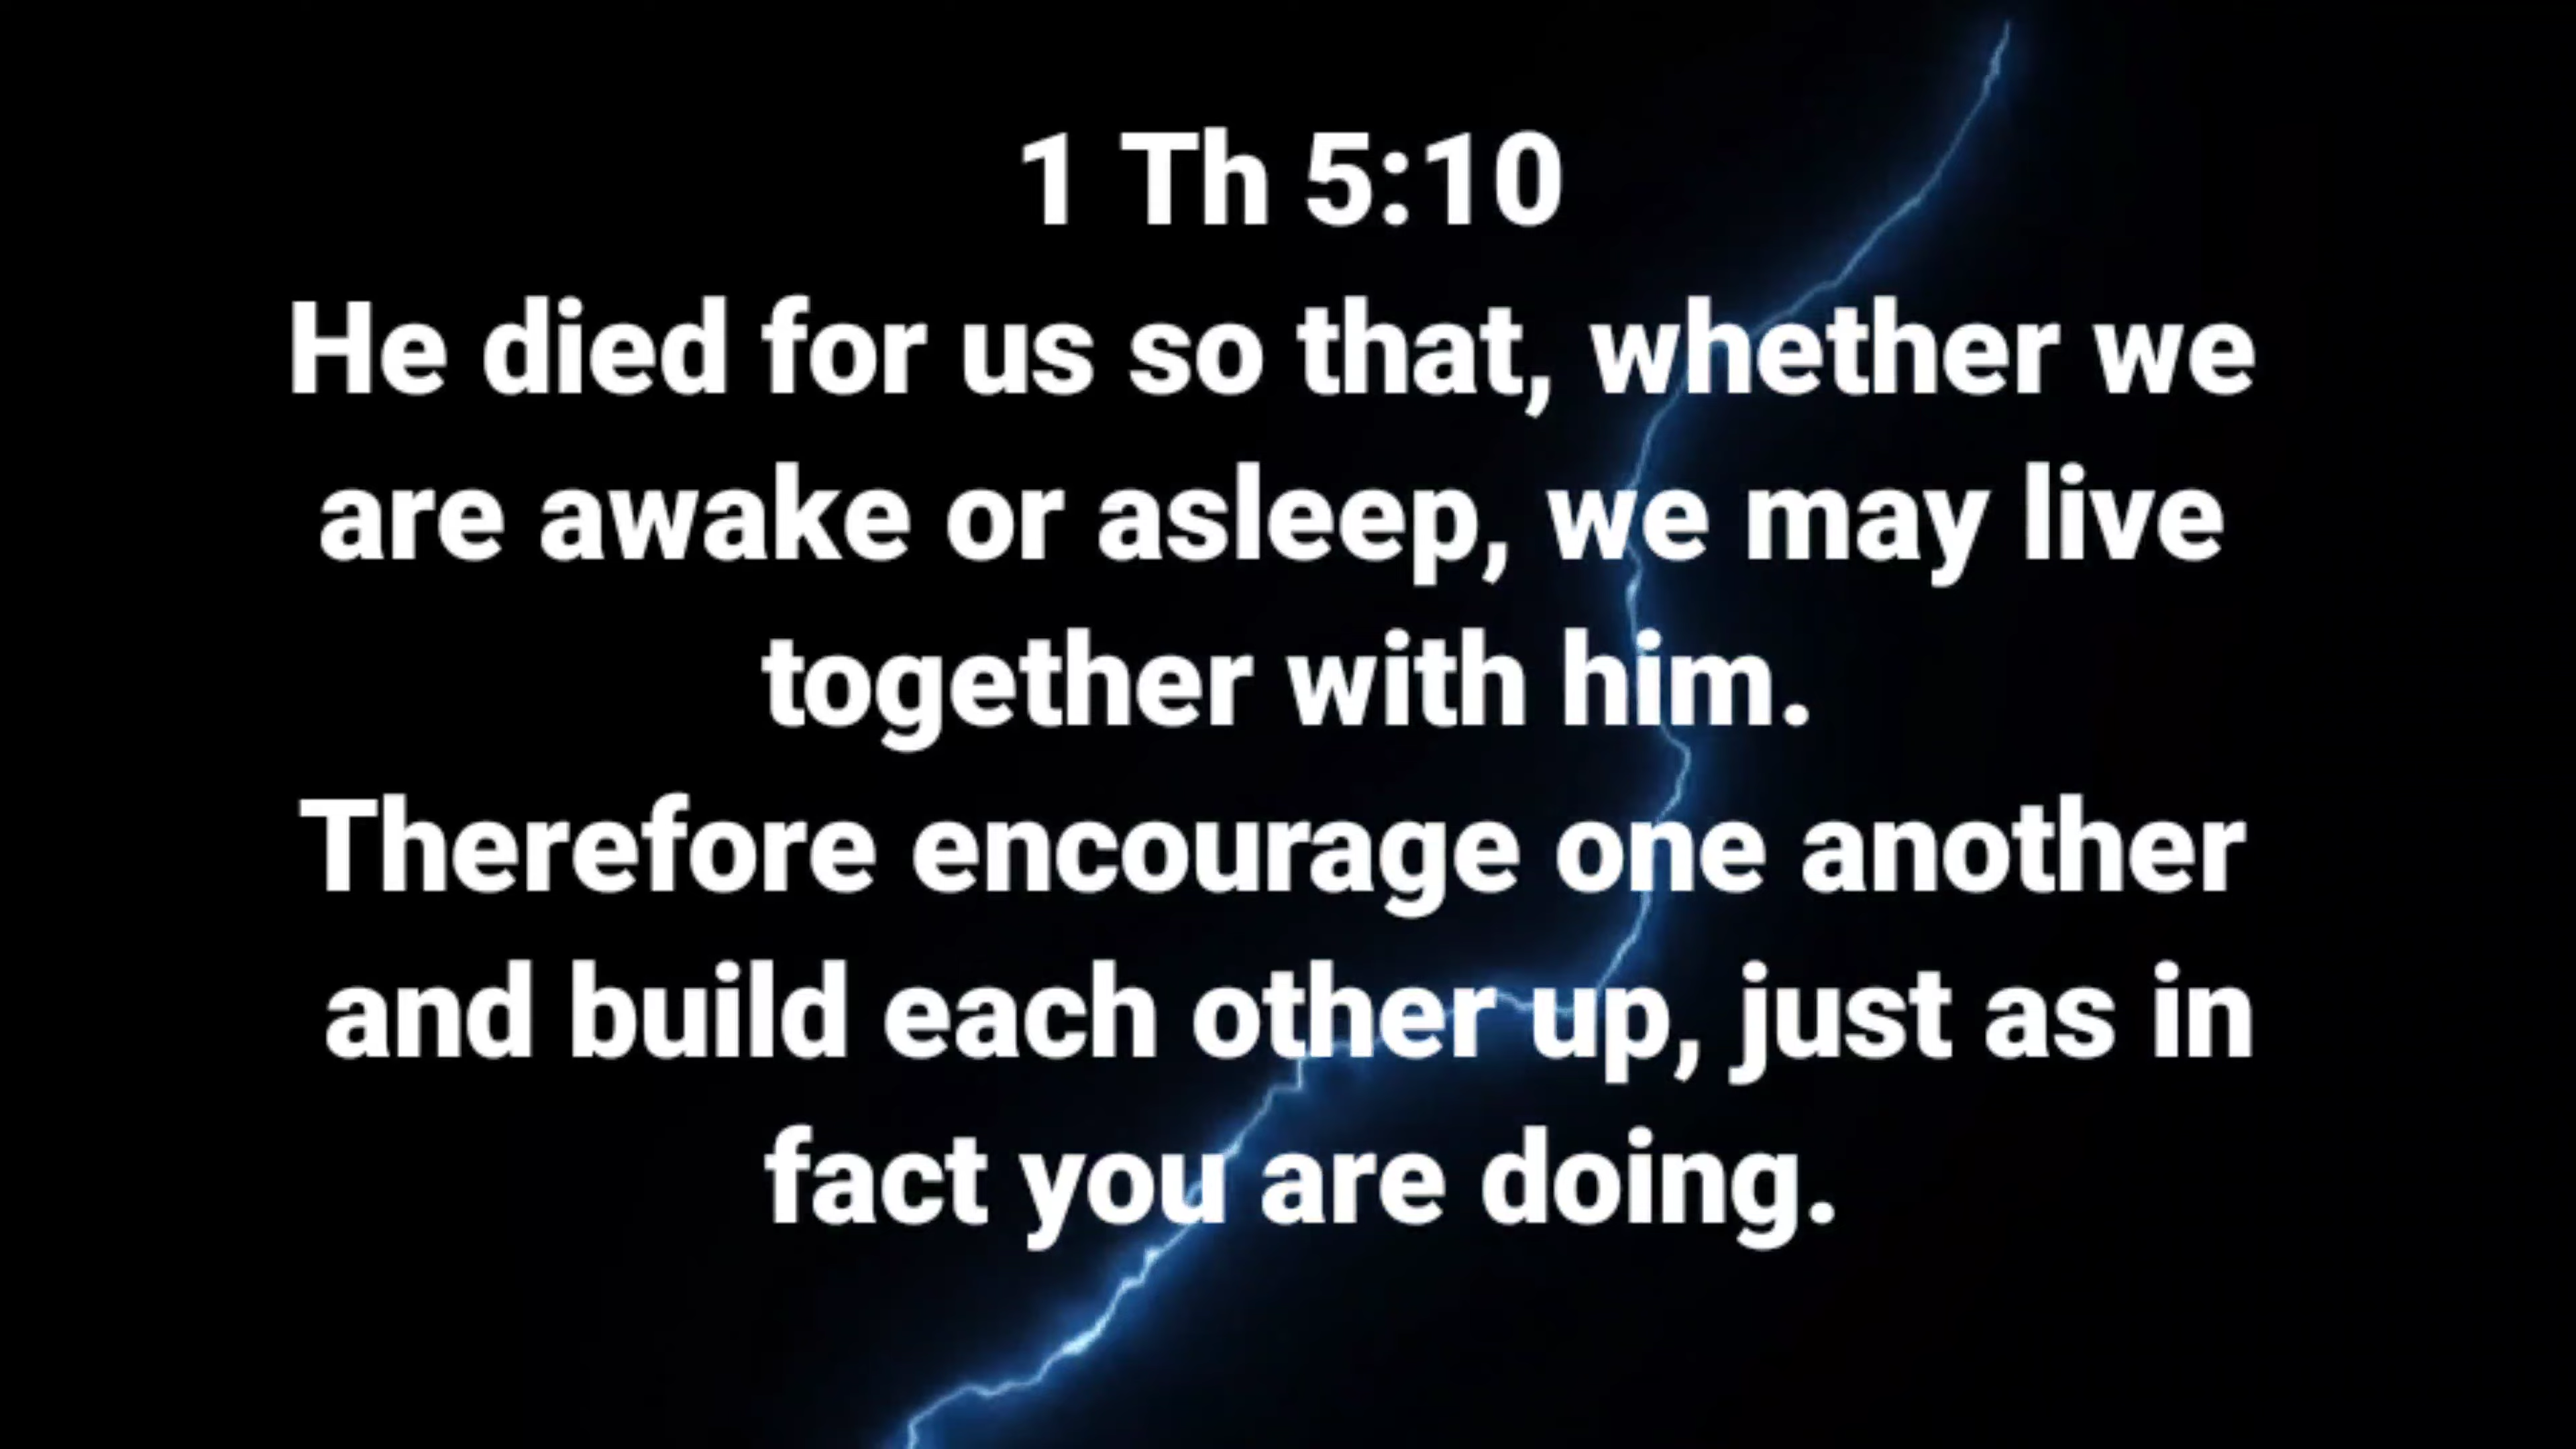 1 Th 5:10
He died for us so that, whether we
are awake or asleep, we may live
together with him.
Therefore encourage one another
and build each other up, just as in
fact you are doing.